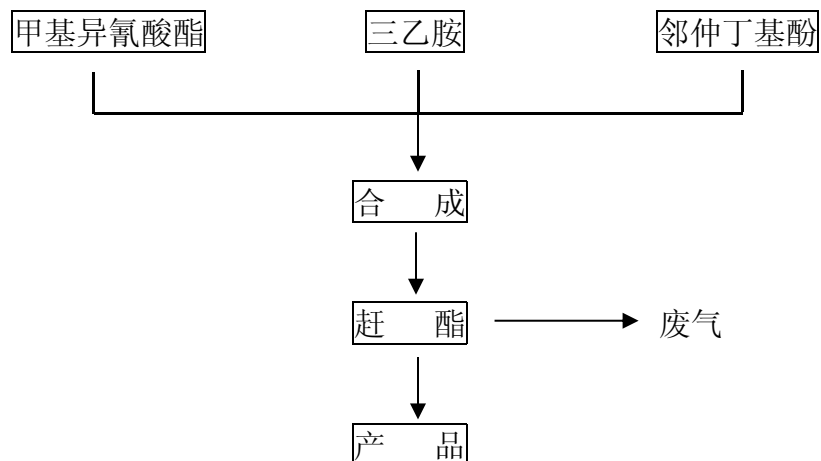 甲基异氰酸酯
三乙胺
邻仲丁基酚
合 成
赶 酯
废气
产 品